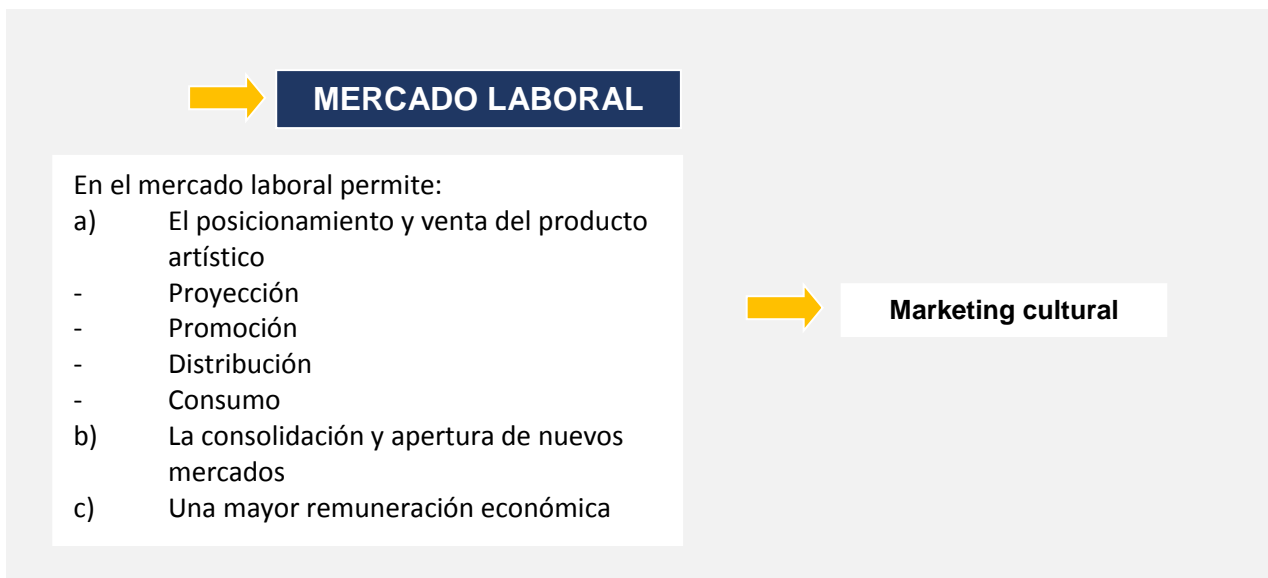 MERCADO LABORAL
En el mercado laboral permite:
a) El posicionamiento y venta del producto
artístico
- Proyección
- Promoción
- Distribución
- Consumo
b) La consolidación y apertura de nuevos
mercados
c) Una mayor remuneración económica
Marketing cultural